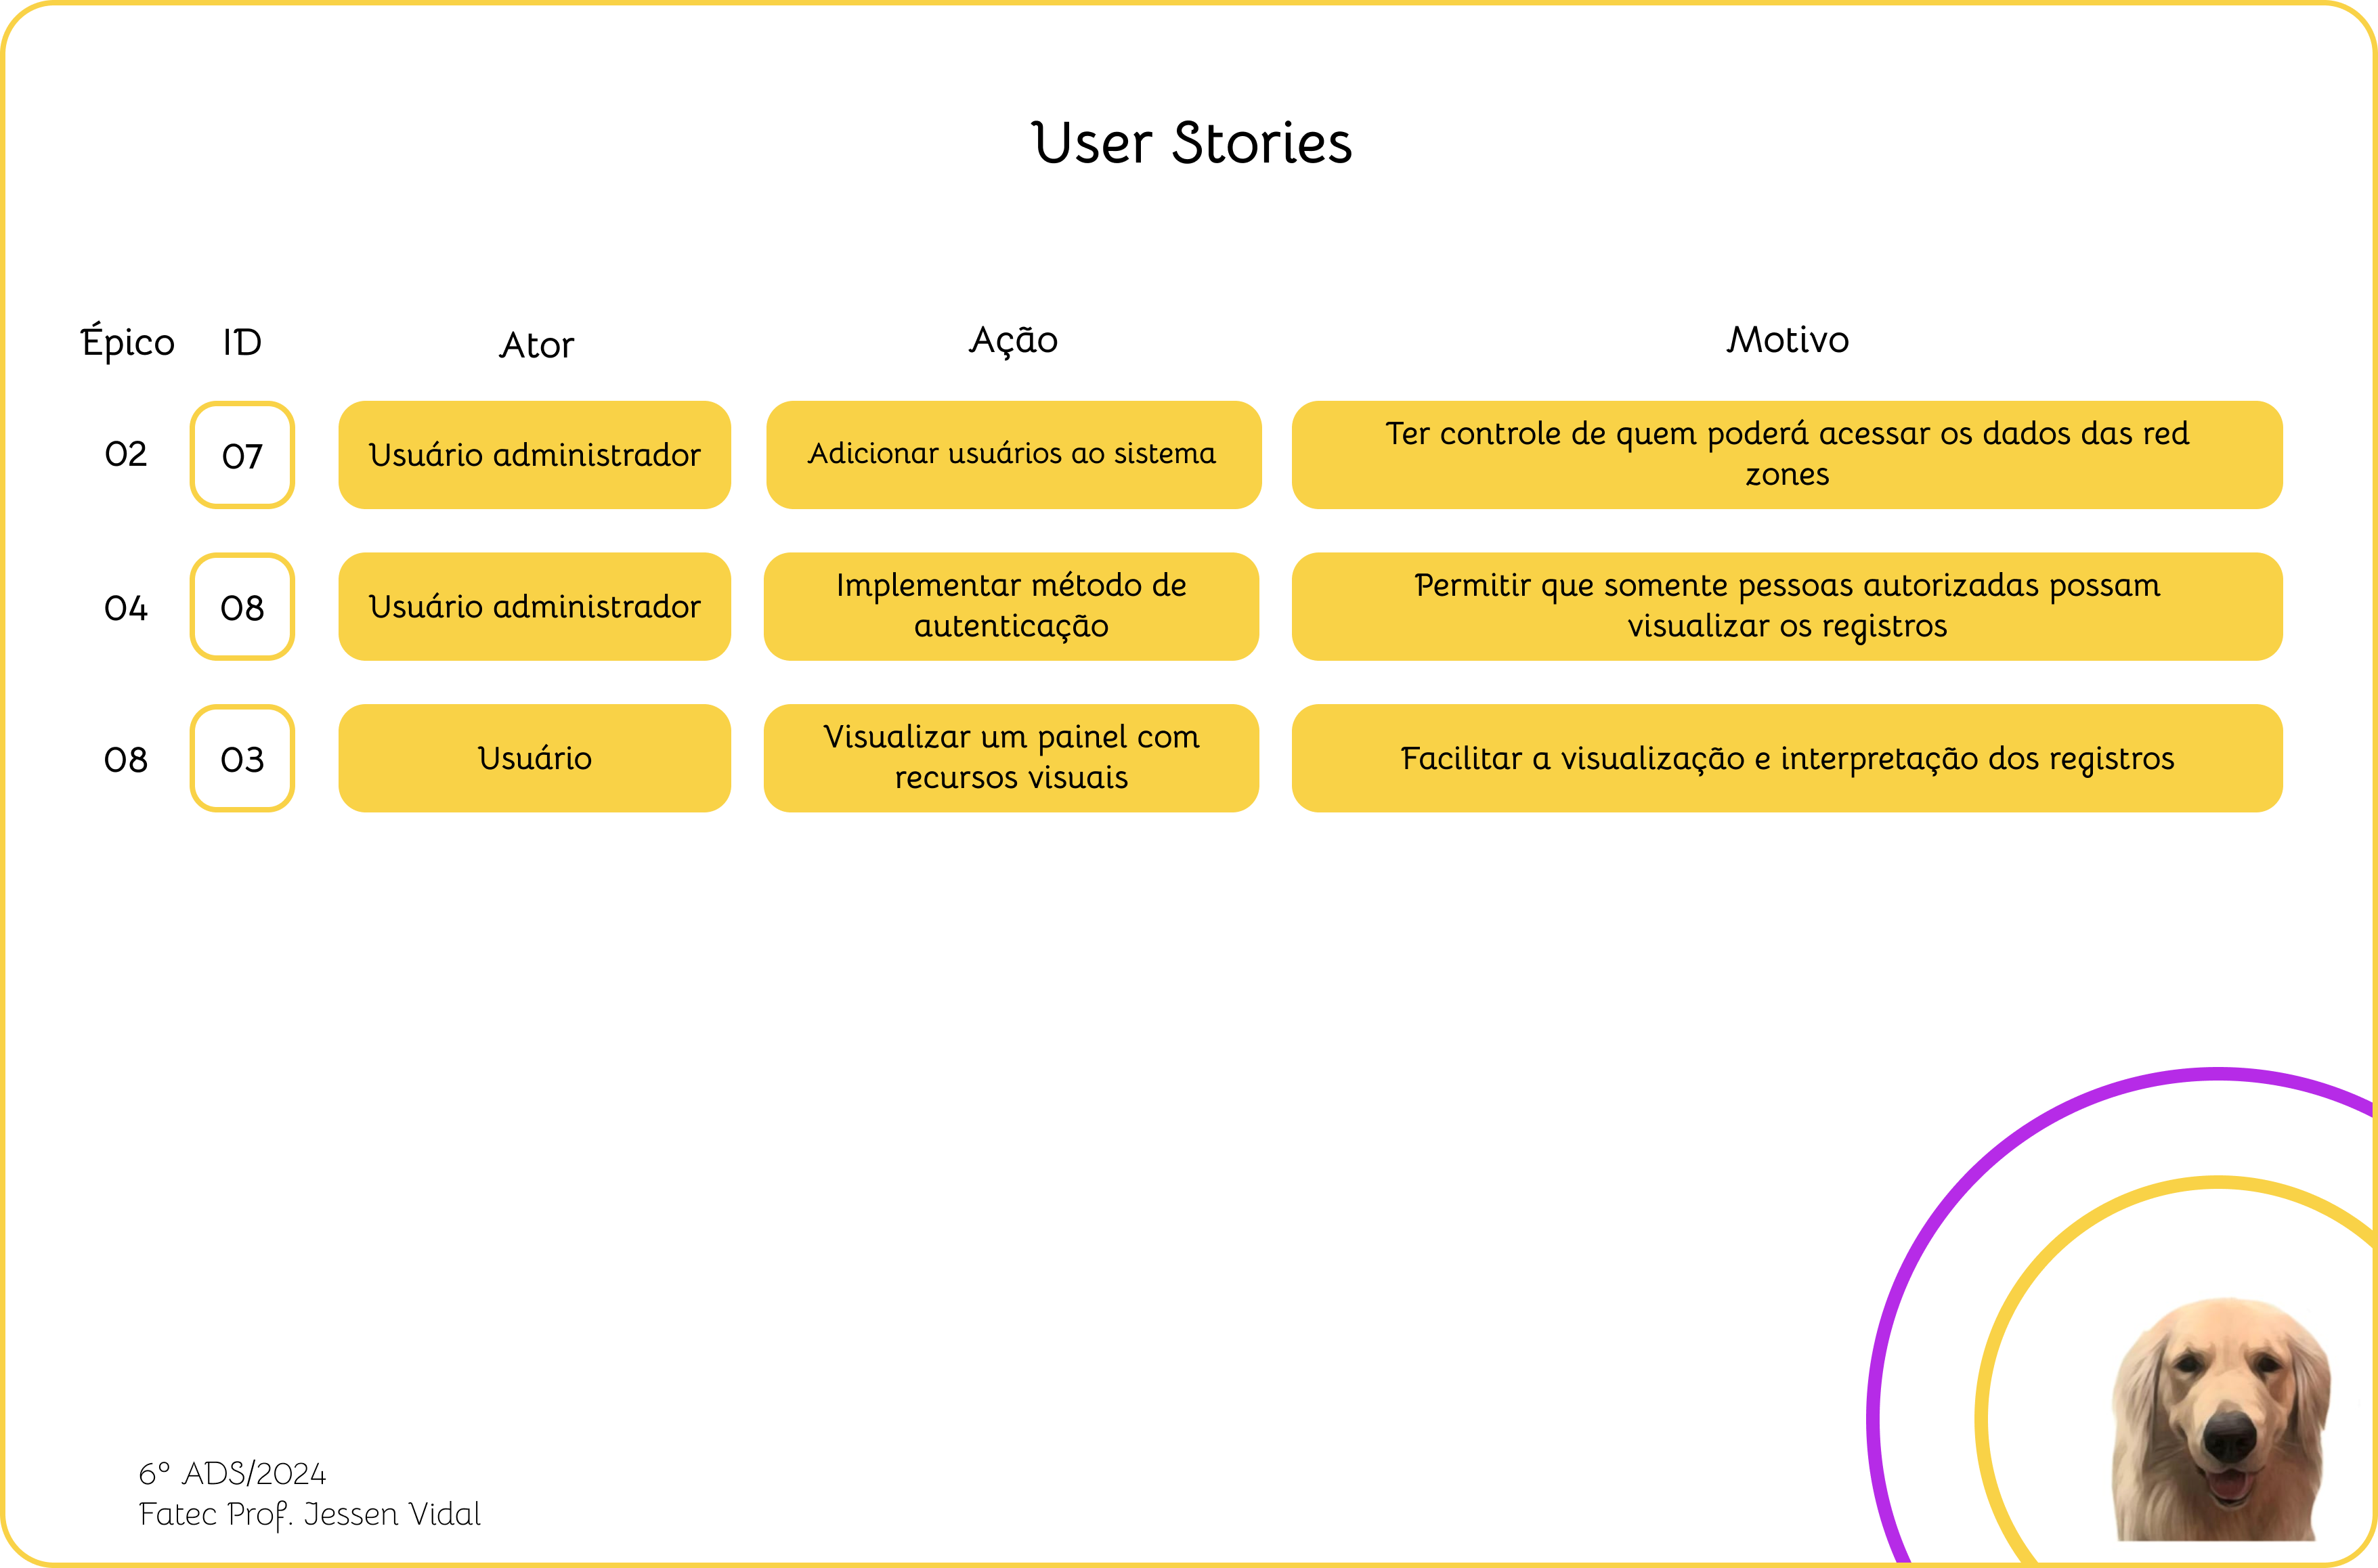 User Stories
Épico ID Ator Ação Motivo
02 07 Usuário administrador Adicionar usuários ao sistema Ter controle de quem poderá acessar os dados das red
zones
04 08 Usuário administrador Implementar método de
autenticação
Permitir que somente pessoas autorizadas possam
visualizar os registros
08 03 Usuário Visualizar um painel com
recursos visuais
Facilitar a visualização e interpretação dos registros
6º ADS/2024
Fatec Prof. Jessen Vidal